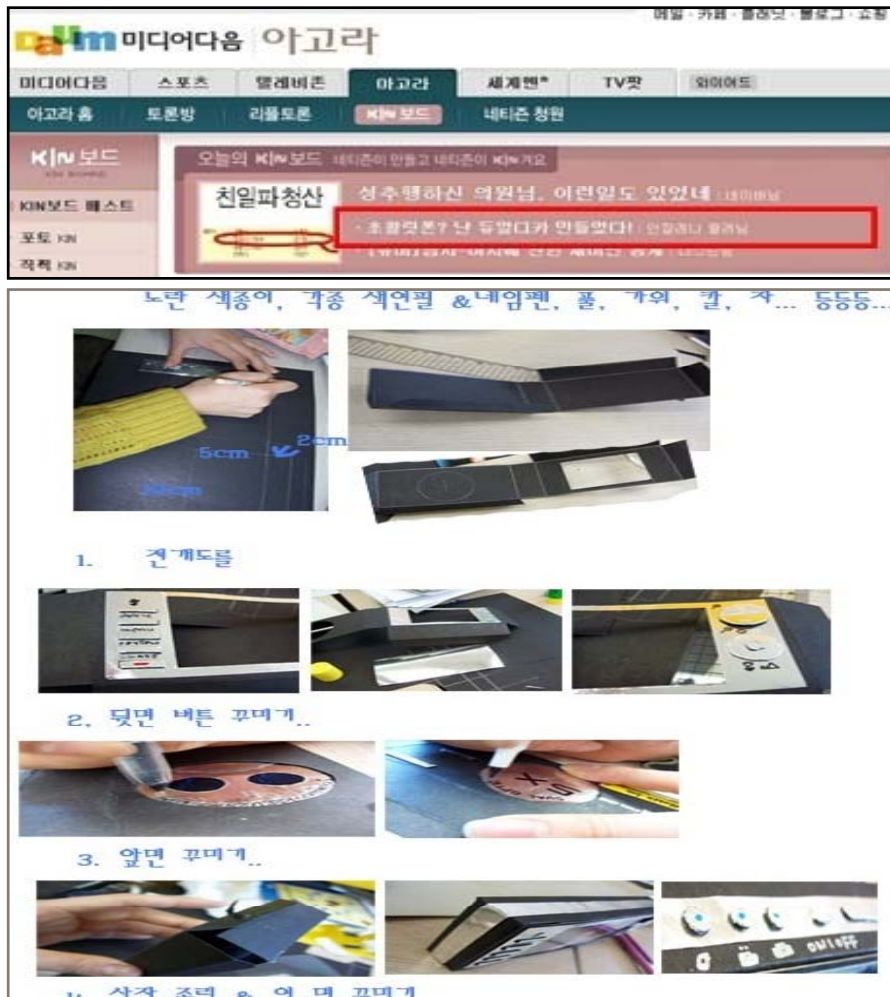 메일 · 카페 · 플래닛 · 블로그 · 쇼핑
Daum 미디어다음 아고라
미디어다음 스포츠 텔레비존 아고라 세계엔 TV팟
아고라 홈 토론방 리플토론 KIN보드 네티즌 청원
KIN보드
오늘의 KIN보드 네티즌이 만들고 네티즌이 KIN거요
친일파청산
성추행하신 의원님, 이런일도 있었네
KIN보드 베스트
· 초콜릿폰? 난 듀얼디카 만들었다!
포토 KIN
직찍 KIN
노란 색종이, 각종 색연필 &네임펜, 풀, 가위, 칼, 자... 등등등...
2cm
5cm
1. 전개도를
2. 뒷면 버튼 꾸미기..
3. 앞면 꾸미기..
X 5
ON/OFF
상자 조립 & 옆 면 꾸미기